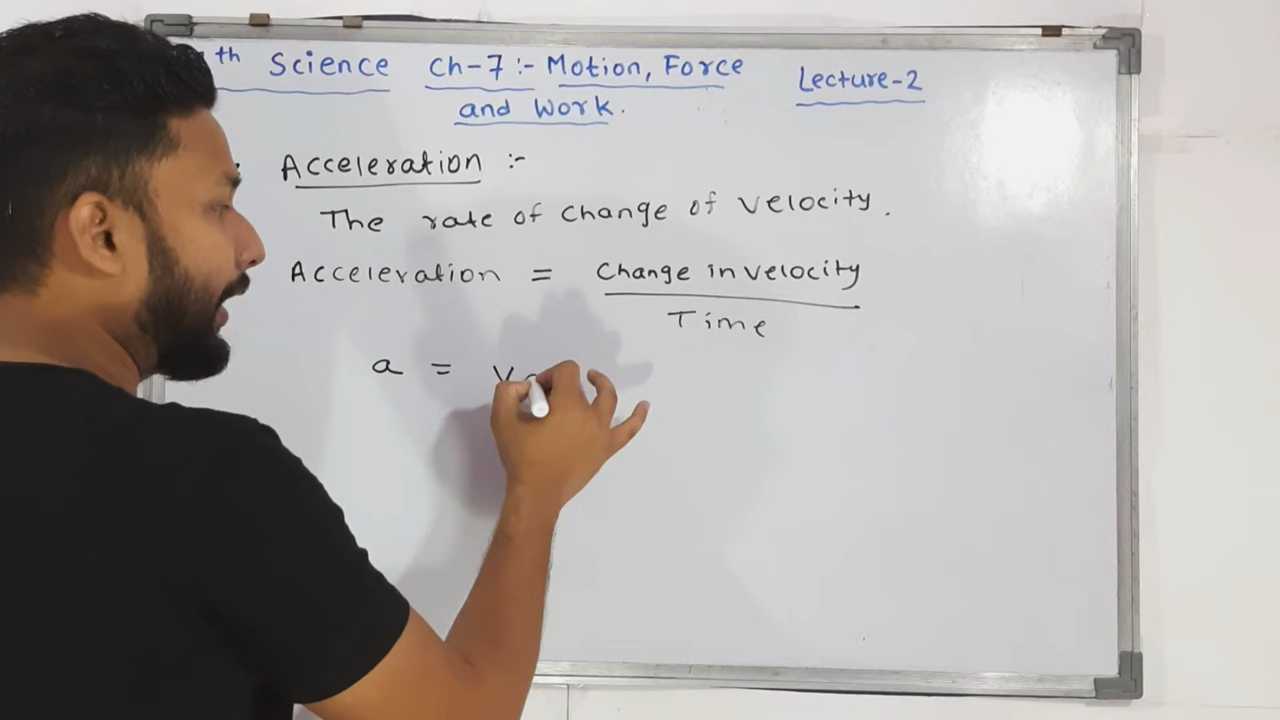 th Science Ch-7:- Motion, Force Lecture-2
and Work.
Acceleration :-
The rate of change of velocity.
Acceleration = Change in velocity
Time
a = V